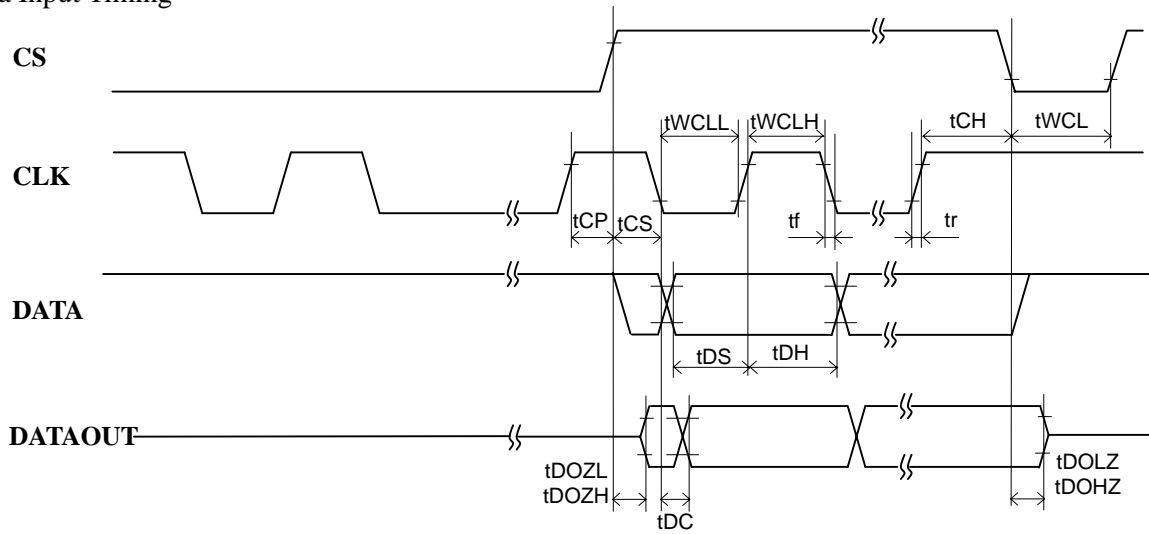 a Input Timing
CS
tWCLL tWCLH tCH tWCL
CLK
tCP tCS tf tr
DATA
tDS tDH
DATAOUT
tDOZL tDOLZ
tDOZH tDOHZ
tDC